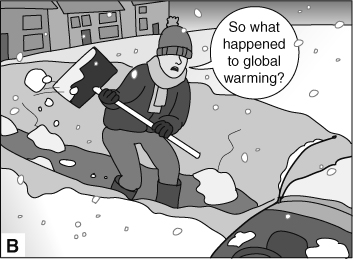 So what
happened
to global
warming?
B